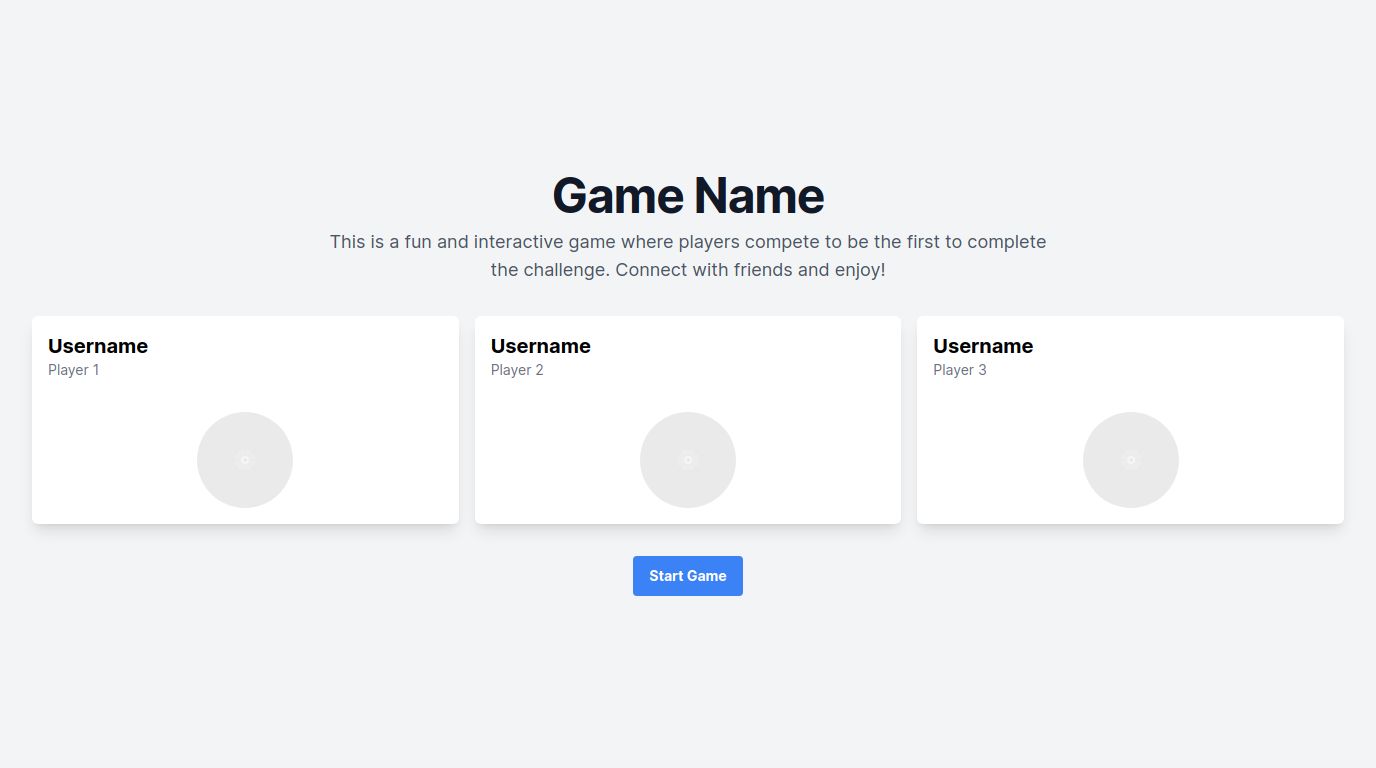 Game Name
This is a fun and interactive game where players compete to be the first to complete
the challenge. Connect with friends and enjoy!
Username
Player 1
Username
Player 2
Username
Player 3
Start Game